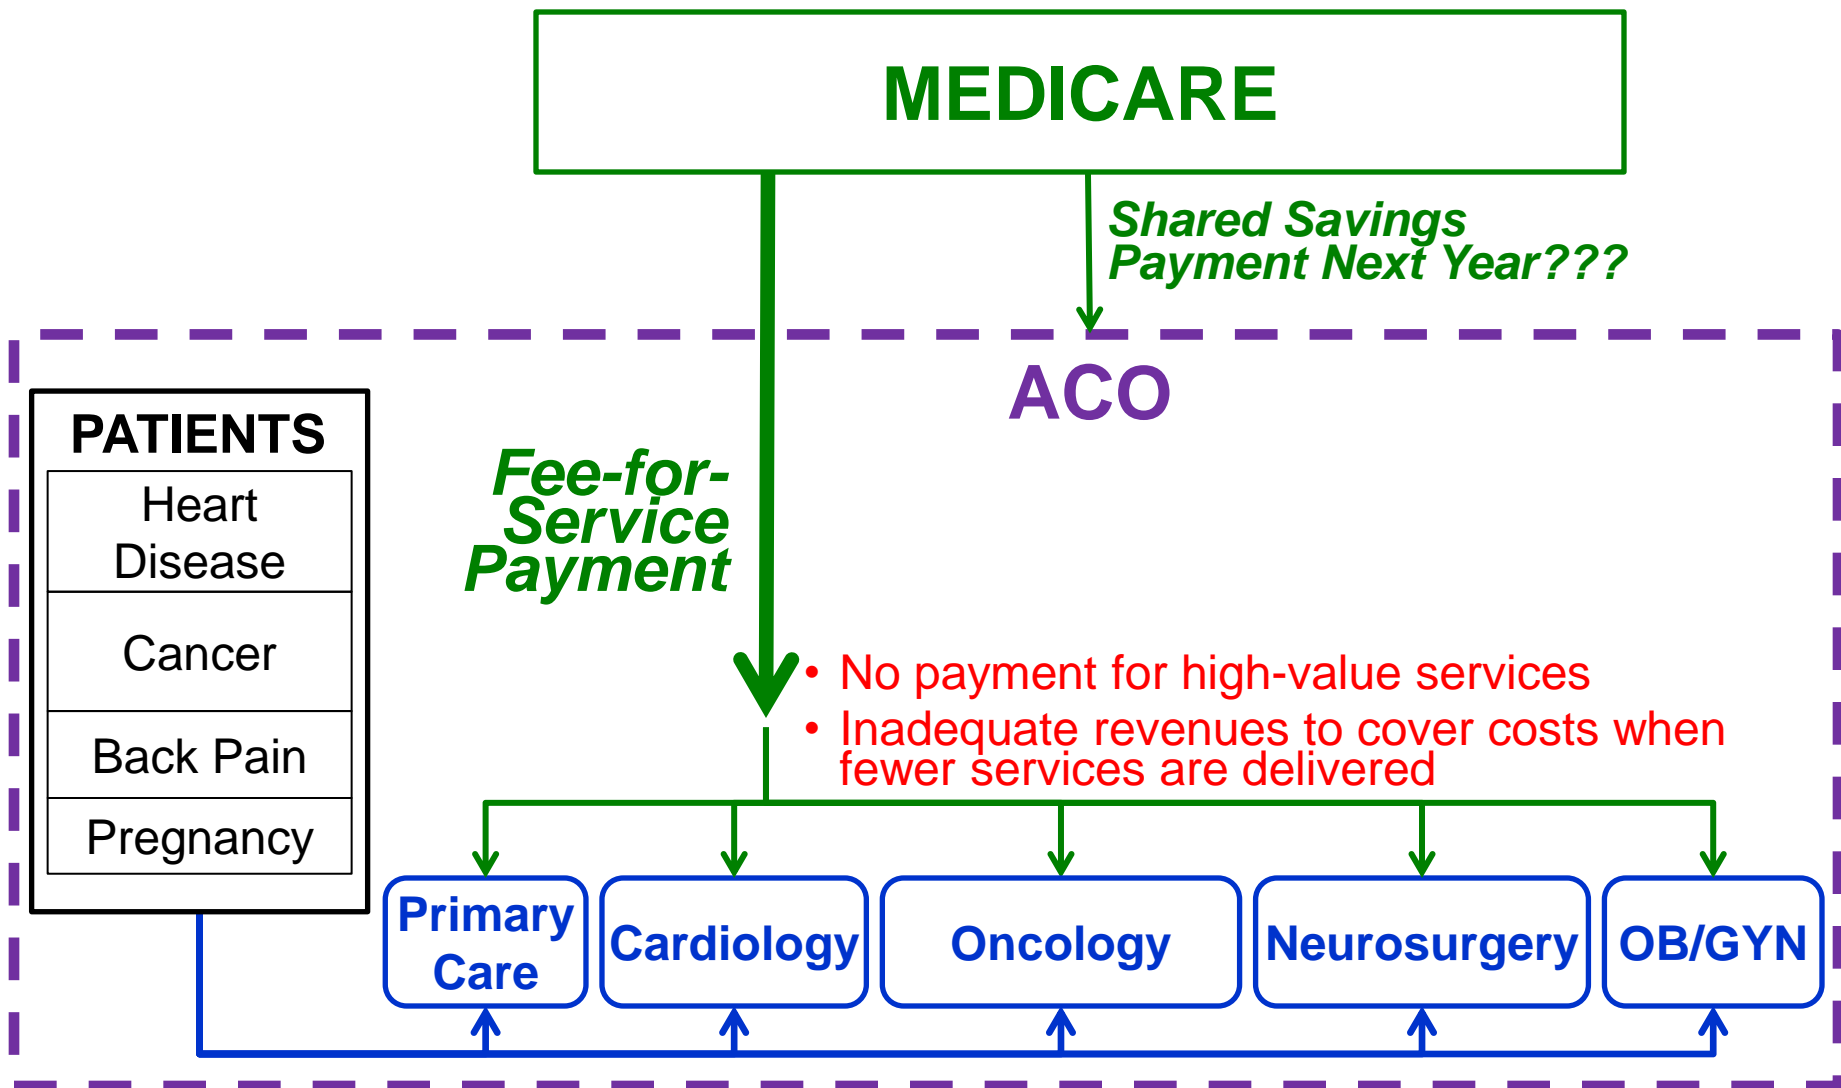 MEDICARE
Shared Savings
Payment Next Year???
ACO
PATIENTS
Heart
Disease
Cancer
Back Pain
Pregnancy
Fee-for-
Service
Payment
• No payment for high-value services
• Inadequate revenues to cover costs when
fewer services are delivered
Primary
Care
Cardiology
Oncology
Neurosurgery
OB/GYN